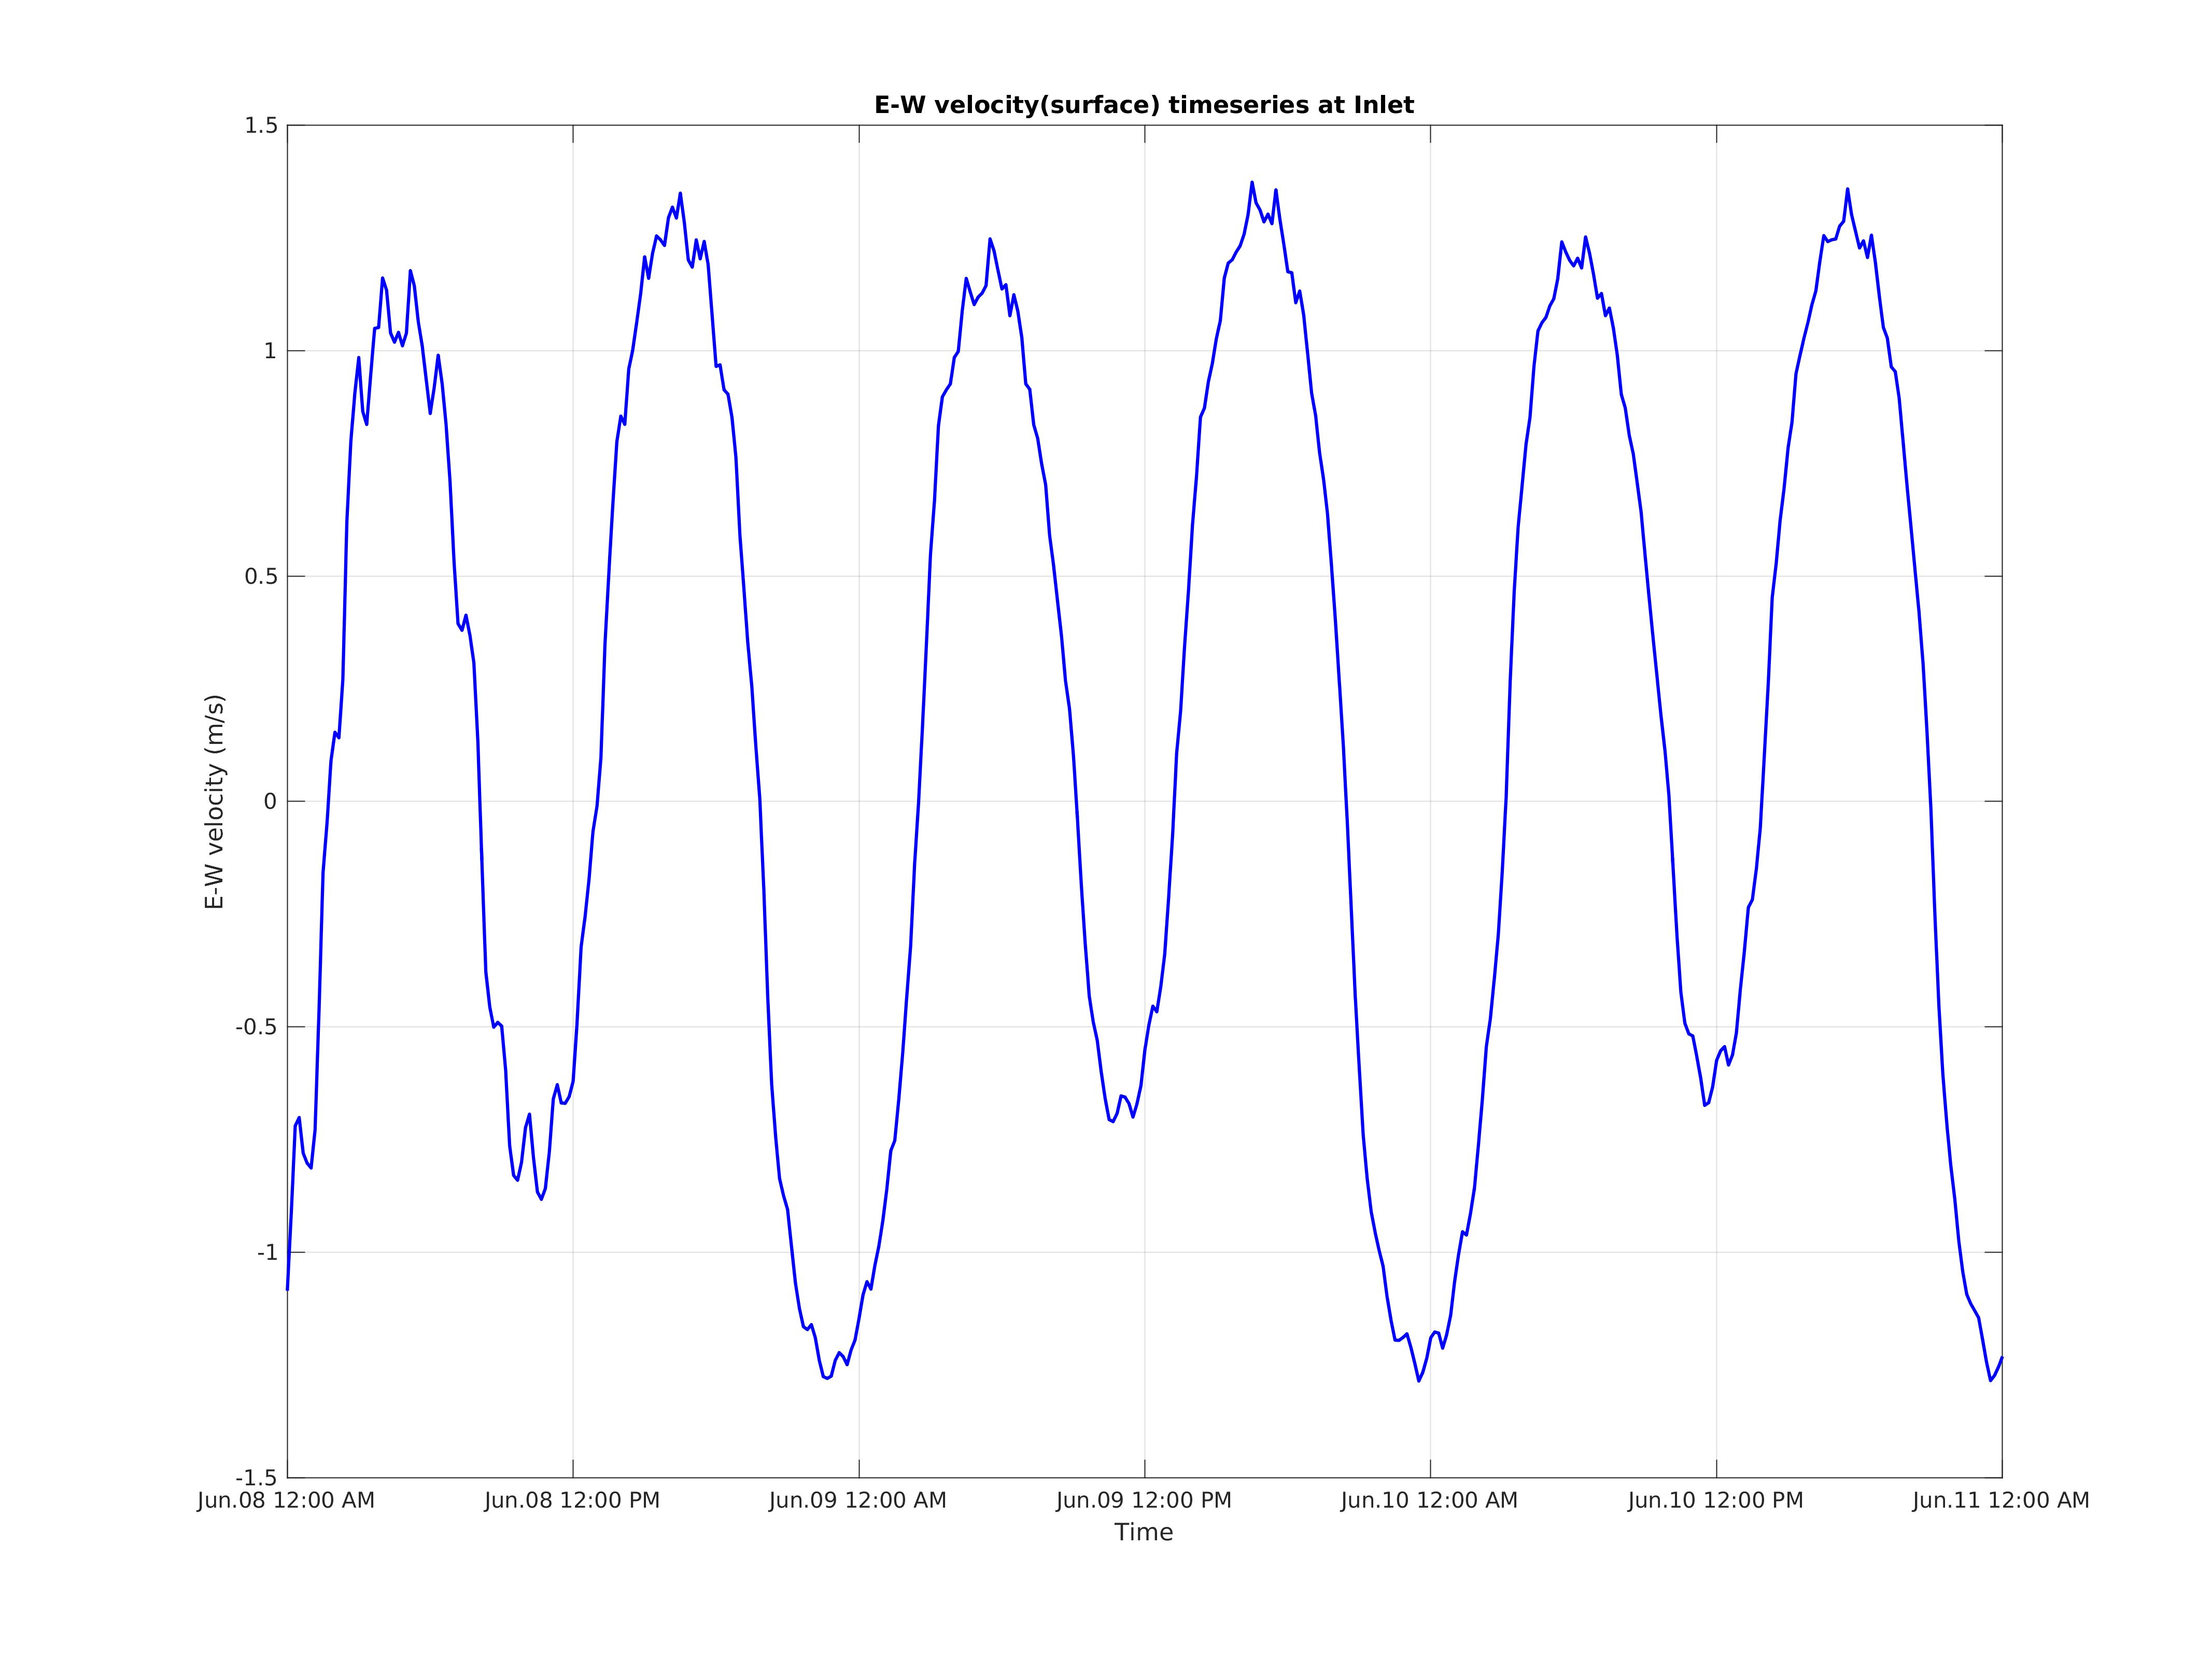 E-W velocity(surface) timeseries at Inlet
1.5
1
0.5
0
-0.5
-1
-1.5
E-W velocity (m/s)
Jun.08 12:00 AM Jun.08 12:00 PM Jun.09 12:00 AM Jun.09 12:00 PM Jun.10 12:00 AM Jun.10 12:00 PM Jun.11 12:00 AM
Time